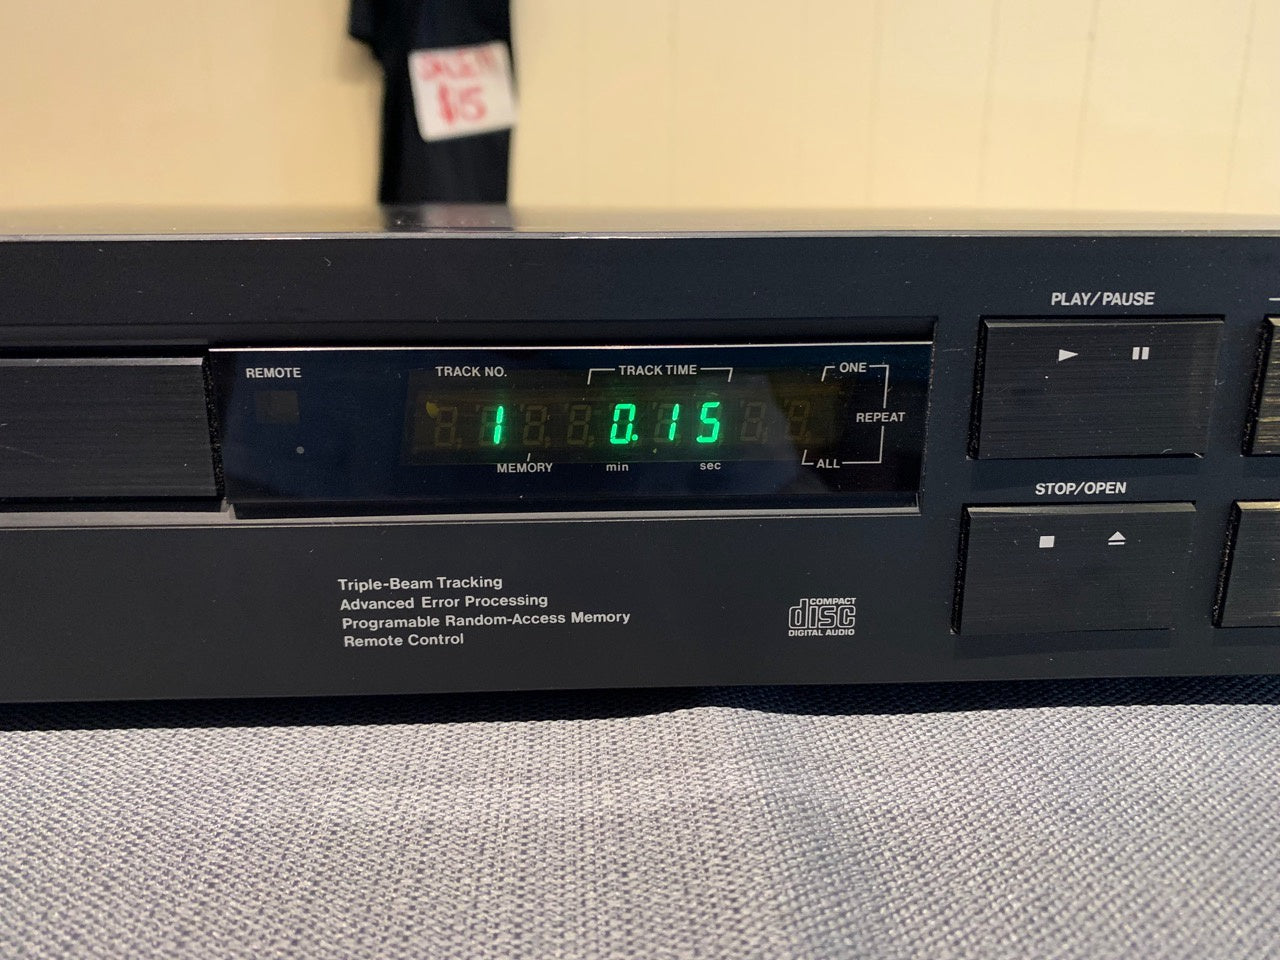 $15
PLAY/PAUSE
REMOTE
TRACK NO.
TRACK TIME
ONE
1 0.15
REPEAT
MEMORY
min
sec
ALL
STOP/OPEN
Triple-Beam Tracking
Advanced Error Processing
Programable Random-Access Memory
Remote Control
COMPACT
disc
DIGITAL AUDIO